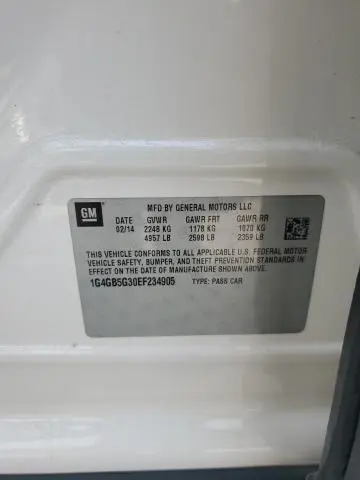 GM
MFD BY GENERAL MOTORS LLC
DATE GVWR GAWR FRT GAWR RR
02/14 2248 KG 1178 KG 1070 KG
4957 LB 2598 LB 2359 LB
THIS VEHICLE CONFORMS TO ALL APPLICABLE U.S. FEDERAL MOTOR
VEHICLE SAFETY, BUMPER, AND THEFT PREVENTION STANDARDS IN
EFFECT ON THE DATE OF MANUFACTURE SHOWN ABOVE.
1G4GB5G30EF234905 TYPE: PASS CAR